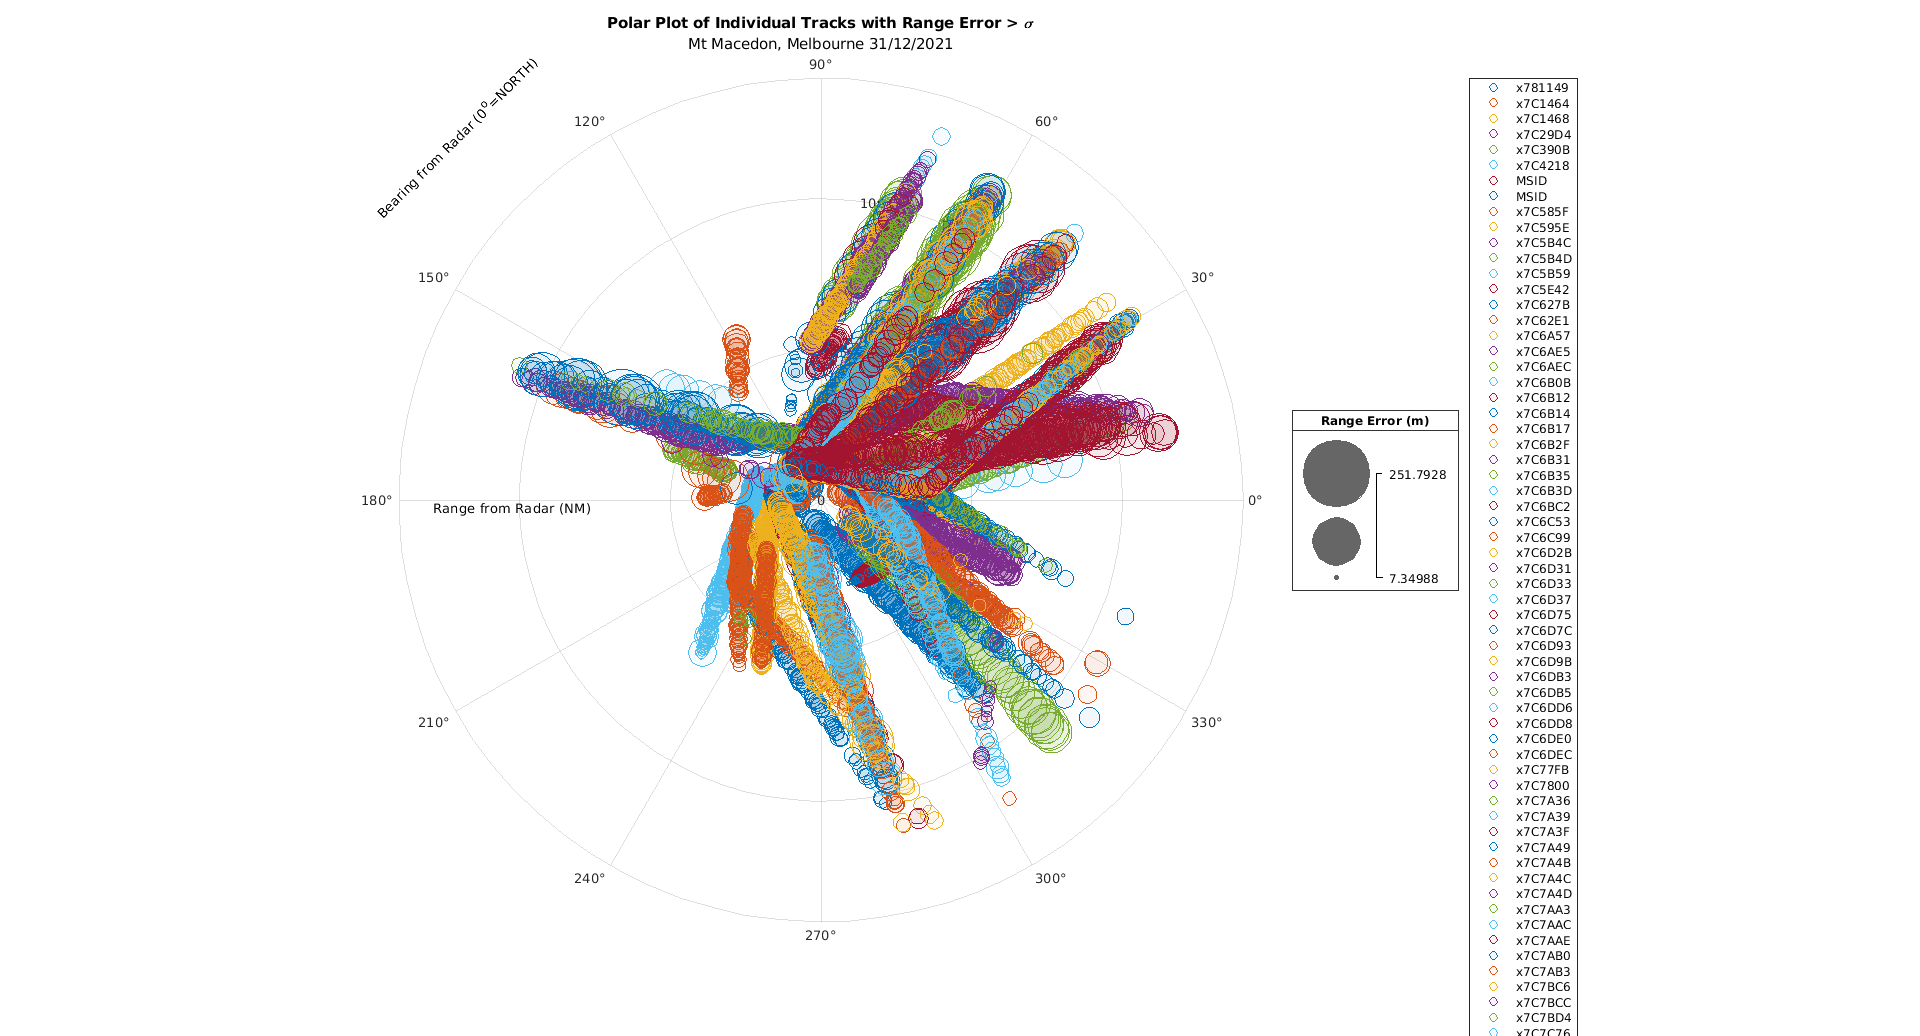 Polar Plot of Individual Tracks with Range Error > σ
Mt Macedon, Melbourne 31/12/2021
Bearing from Radar (0°=NORTH)
90°
120°
60°
150°
30°
180°
0°
Range from Radar (NM)
210°
330°
240°
300°
270°
Range Error (m)
251.7928
7.34988
x781149
x7C1464
x7C1468
x7C29D4
x7C390B
x7C4218
MSID
MSID
x7C585F
x7C595E
x7C5B4C
x7C5B4D
x7C5B59
x7C5E42
x7C627B
x7C62E1
x7C6A57
x7C6AE5
x7C6AEC
x7C6B0B
x7C6B12
x7C6B14
x7C6B17
x7C6B2F
x7C6B31
x7C6B35
x7C6B3D
x7C6BC2
x7C6C53
x7C6C99
x7C6D2B
x7C6D31
x7C6D33
x7C6D37
x7C6D75
x7C6D7C
x7C6D93
x7C6D9B
x7C6DB3
x7C6DB5
x7C6DD6
x7C6DD8
x7C6DE0
x7C6DEC
x7C77FB
x7C7800
x7C7A36
x7C7A39
x7C7A3F
x7C7A49
x7C7A4B
x7C7A4C
x7C7A4D
x7C7AA3
x7C7AAC
x7C7AAE
x7C7AB0
x7C7AB3
x7C7BC6
x7C7BCC
x7C7BD4
x7C7C76